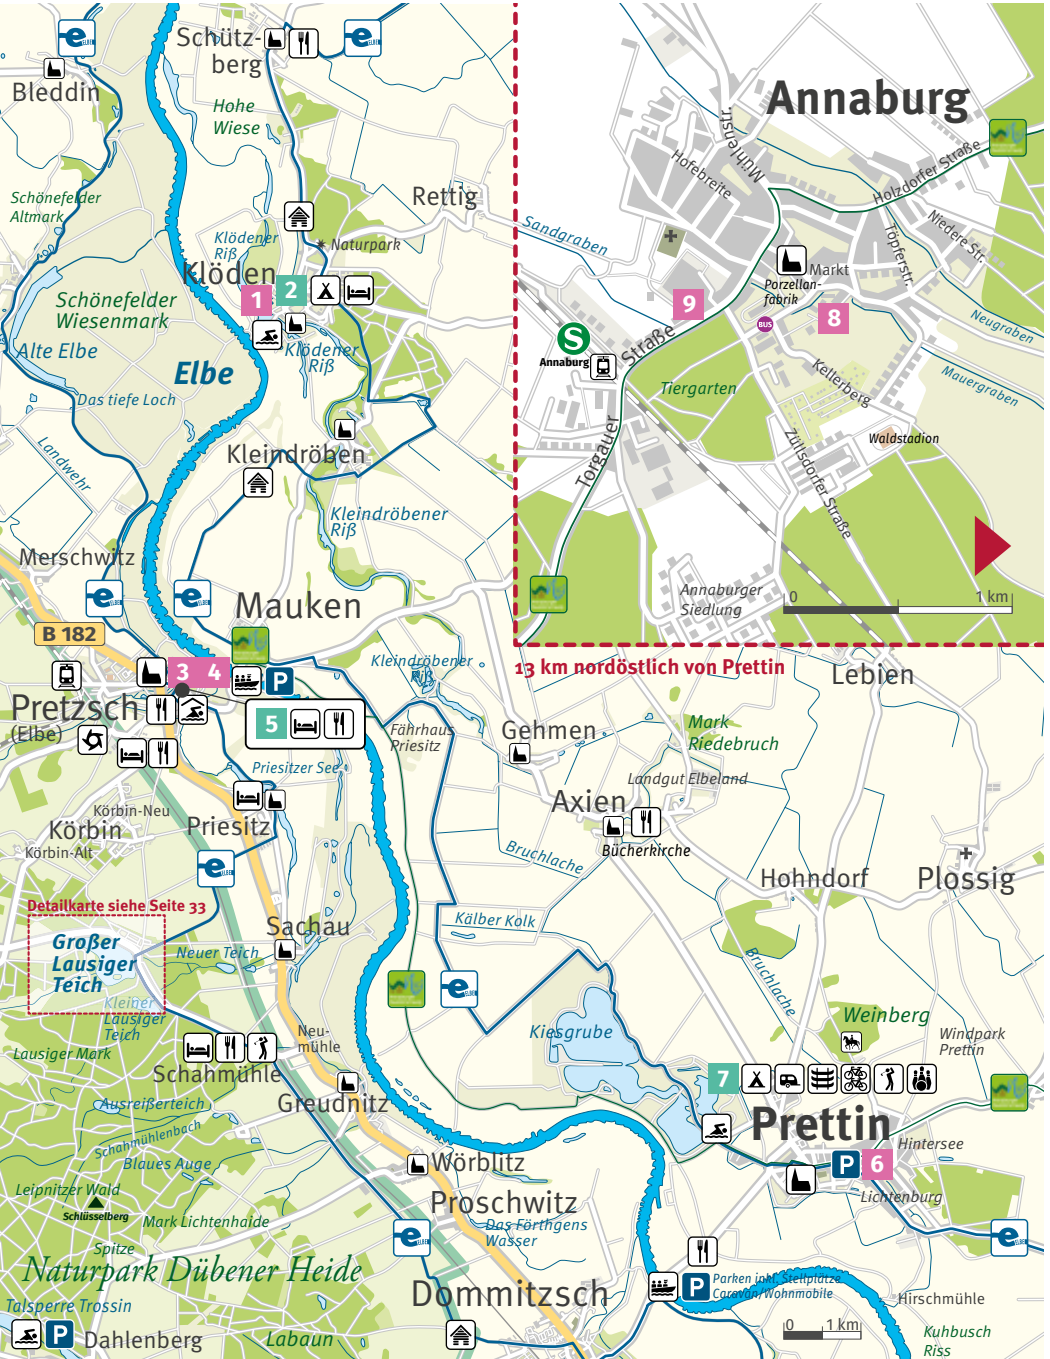 Schütz-
berg
Bleddin
Hohe
Wiese
Schönefelder
Altmark
Rettig
Klödener
Riß
Naturpark
Klöden
1
2
Schönefelder
Wiesenmark
Alte Elbe
Elbe
Klödener
Riß
Das tiefe Loch
Landwehr
Kleindröben
Kleindröbener
Riß
Merschwitz
Mauken
B 182
3
4
P
Pretzsch
(Elbe)
5
Kleindröbener
Riß
Fährhaus
Priesitz
Priesitzer See
Körbin-Neu
Körbin
Körbin-Alt
Priesitz
Detailkarte siehe Seite 33
Großer
Lausiger
Teich
Kleiner
Lausiger
Teich
Sachau
Neuer Teich
Lausiger Mark
Neu-
mühle
Schahmühle
Greudnitz
Ausreißerteich
Schahmühlenbach
Blaues Auge
Leipnitzer Wald
Schlüsselberg
Mark Lichtenhaide
Spitze
Naturpark Dübener Heide
Talsperre Trossin
P
Dahlenberg
Labaun
Wörblitz
Proschwitz
Das Förthgens
Wasser
Dommitzsch
Annaburg
Mühlenstr.
Hofebreite
Holzdorfer Straße
Niedere Str.
Töpferstr.
Sandgraben
Markt
Porzellan-
fabrik
9
8
BUS
S
Annaburg
Torgauer Straße
Tiergarten
Neugraben
Mauergraben
Kellerberg
Waldstadion
Züllsdorfer Straße
Annaburger
Siedlung
0
1 km
13 km nordöstlich von Prettin
Lebien
Gehmen
Mark
Riedebruch
Landgut Elbeland
Axien
Bücherkirche
Bruchlache
Hohndorf
Plossig
Kälber Kolk
Bruchlache
Kiesgrube
Weinberg
Windpark
Prettin
7
Prettin
Hintersee
P
6
Lichtenburg
P
Parken inkl. Stellplätze
Caravan/Wohnmobile
Hirschmühle
0
1 km
Kuhbusch
Riss